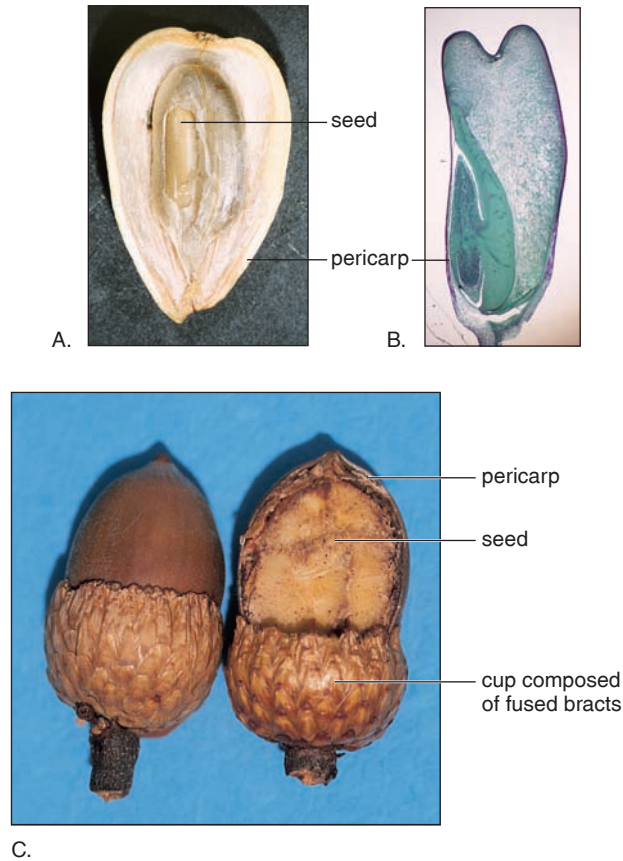 seed
pericarp
A.
B.
pericarp
seed
cup composed
of fused bracts
C.